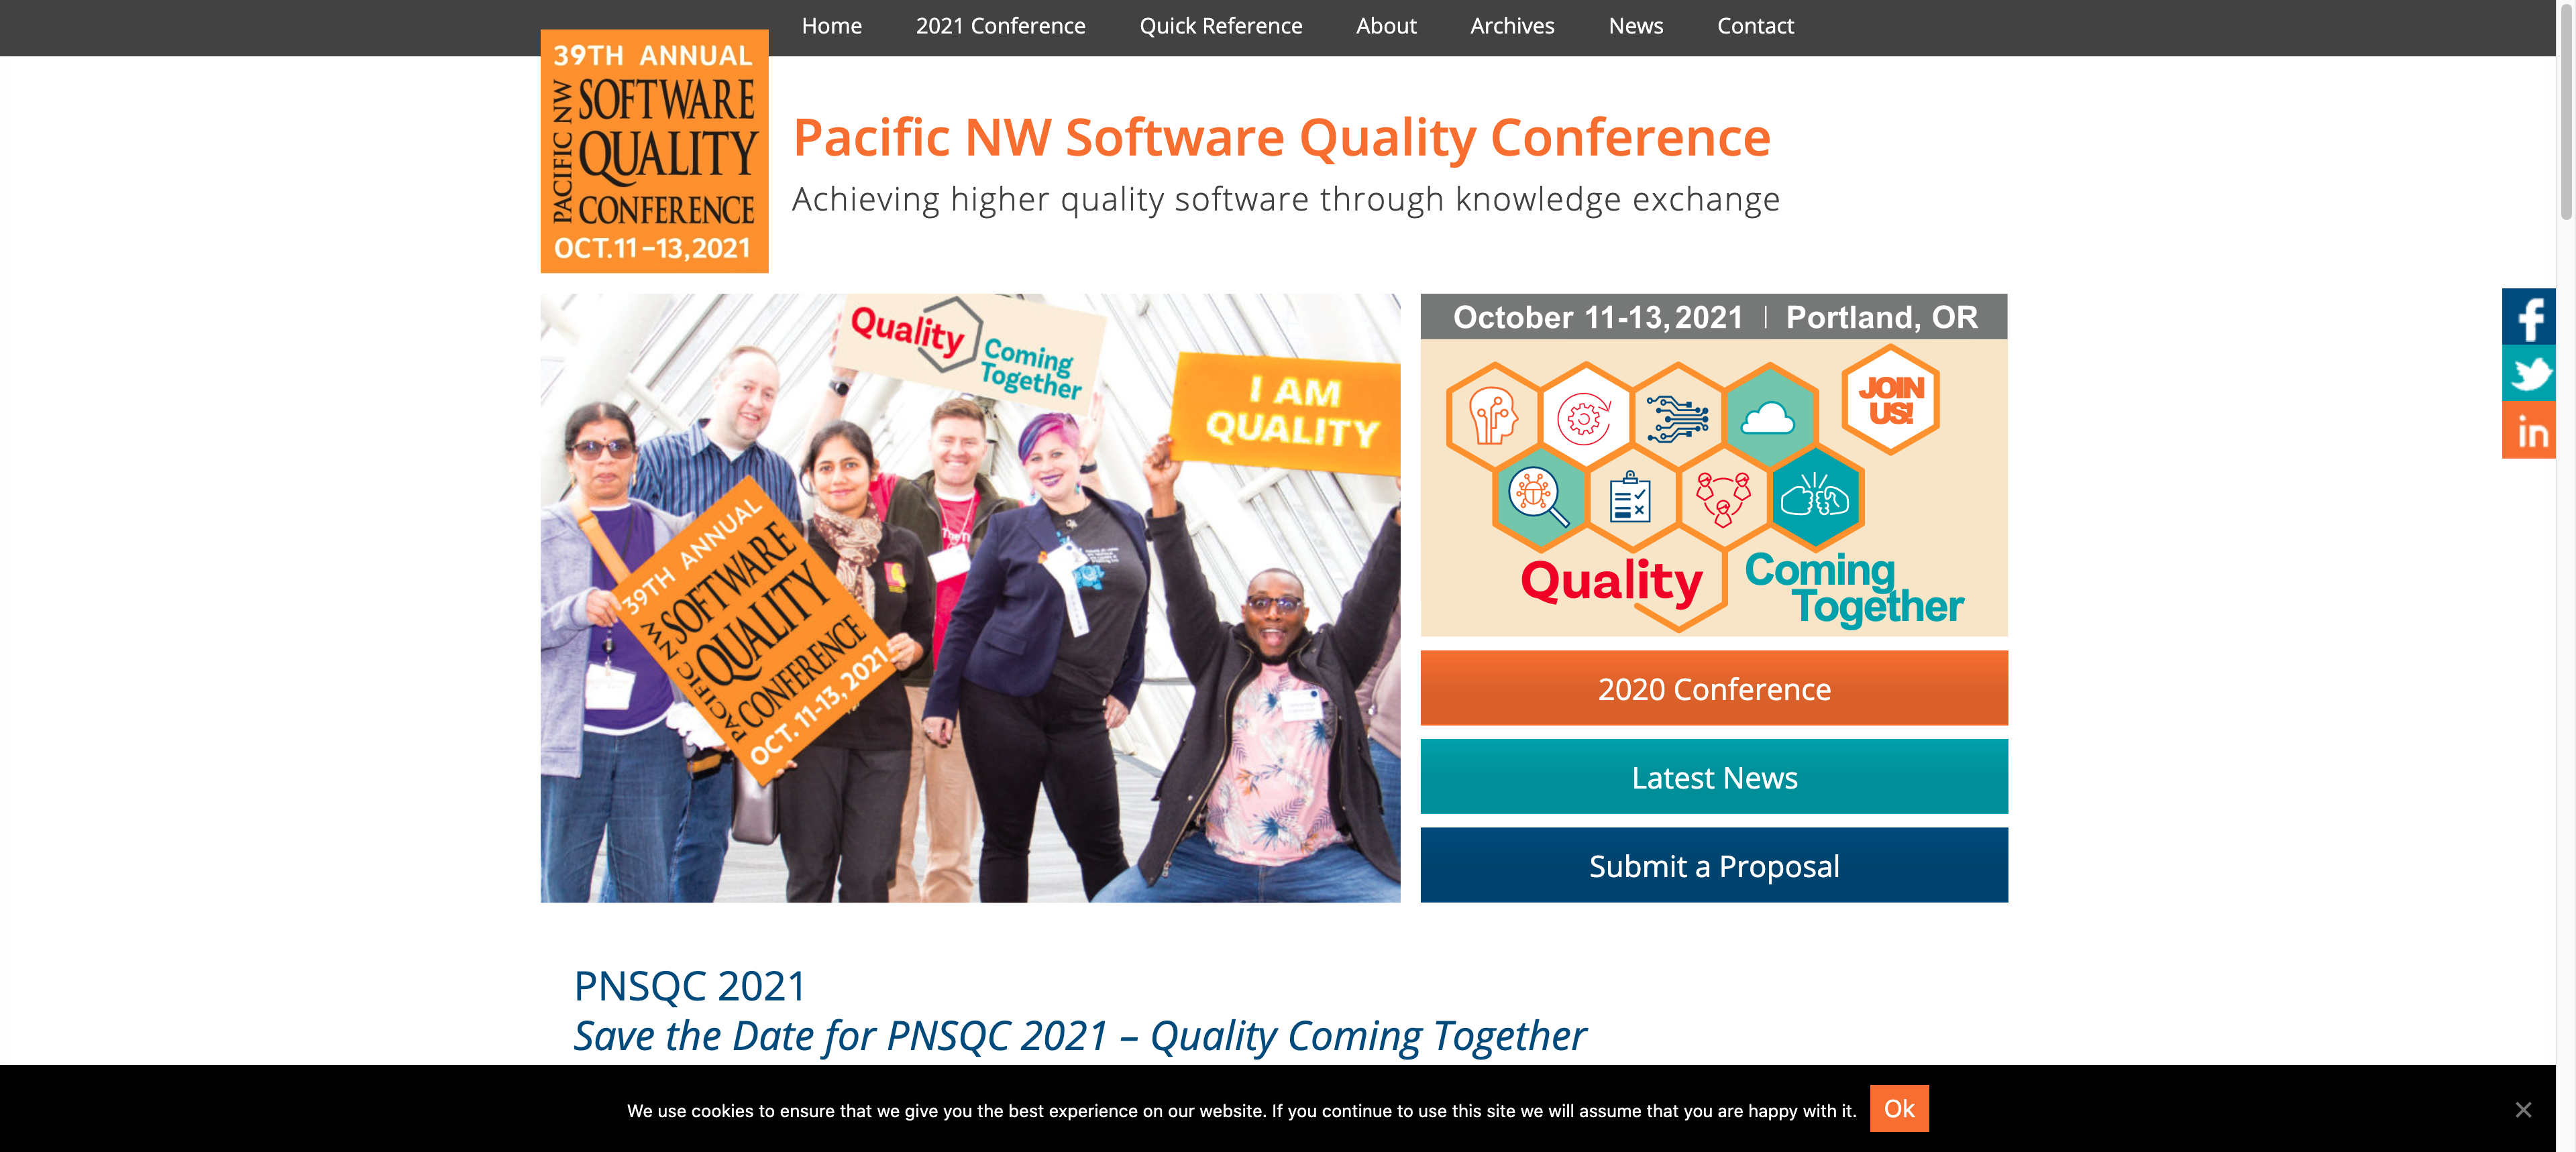 Home 2021 Conference Quick Reference About Archives News Contact
39TH ANNUAL
PACIFIC NW
SOFTWARE
QUALITY
CONFERENCE
OCT.11-13,2021
Pacific NW Software Quality Conference
Achieving higher quality software through knowledge exchange
Quality
Coming
Together
I AM
QUALITY
39TH ANNUAL
PACIFIC NW
SOFTWARE
QUALITY
CONFERENCE
OCT. 11-13, 2021
October 11-13, 2021 | Portland, OR
JOIN
US!
Quality
Coming
Together
2020 Conference
Latest News
Submit a Proposal
f
in
PNSQC 2021
Save the Date for PNSQC 2021 – Quality Coming Together
We use cookies to ensure that we give you the best experience on our website. If you continue to use this site we will assume that you are happy with it. Ok